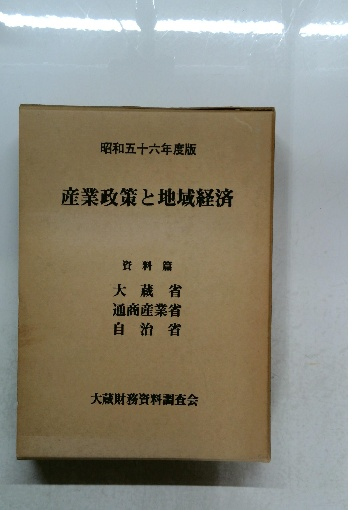 昭和五十六年度版
産業政策と地域経済
資料篇
大蔵省
通商産業省
自治省
大蔵財務資料調査会